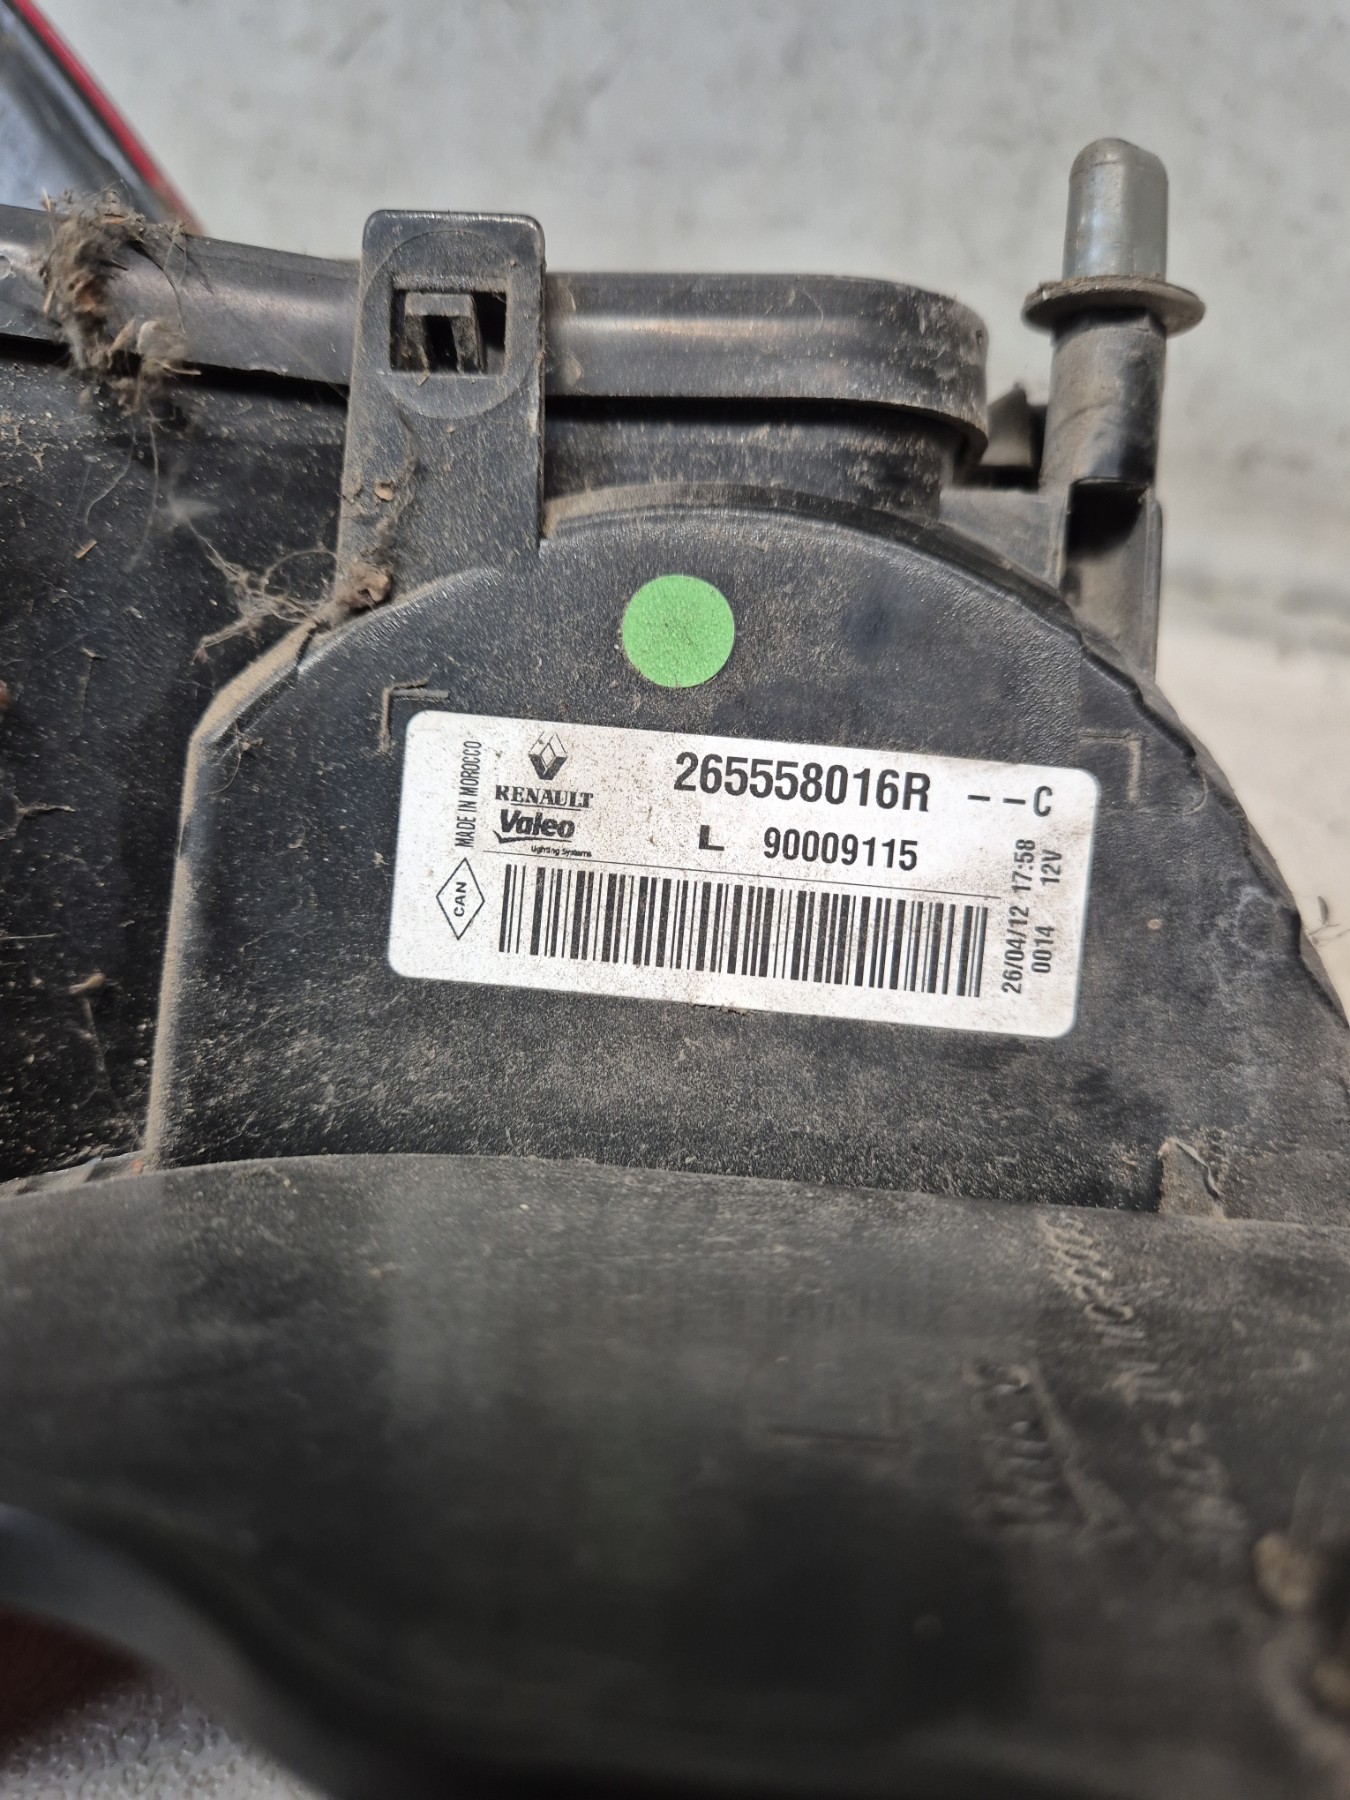 MADE IN MOROCCO
CAN
RENAULT
Valeo
Lighting Systems
265558016R --C
L 90009115
26/04/12 17:58
0014 12V